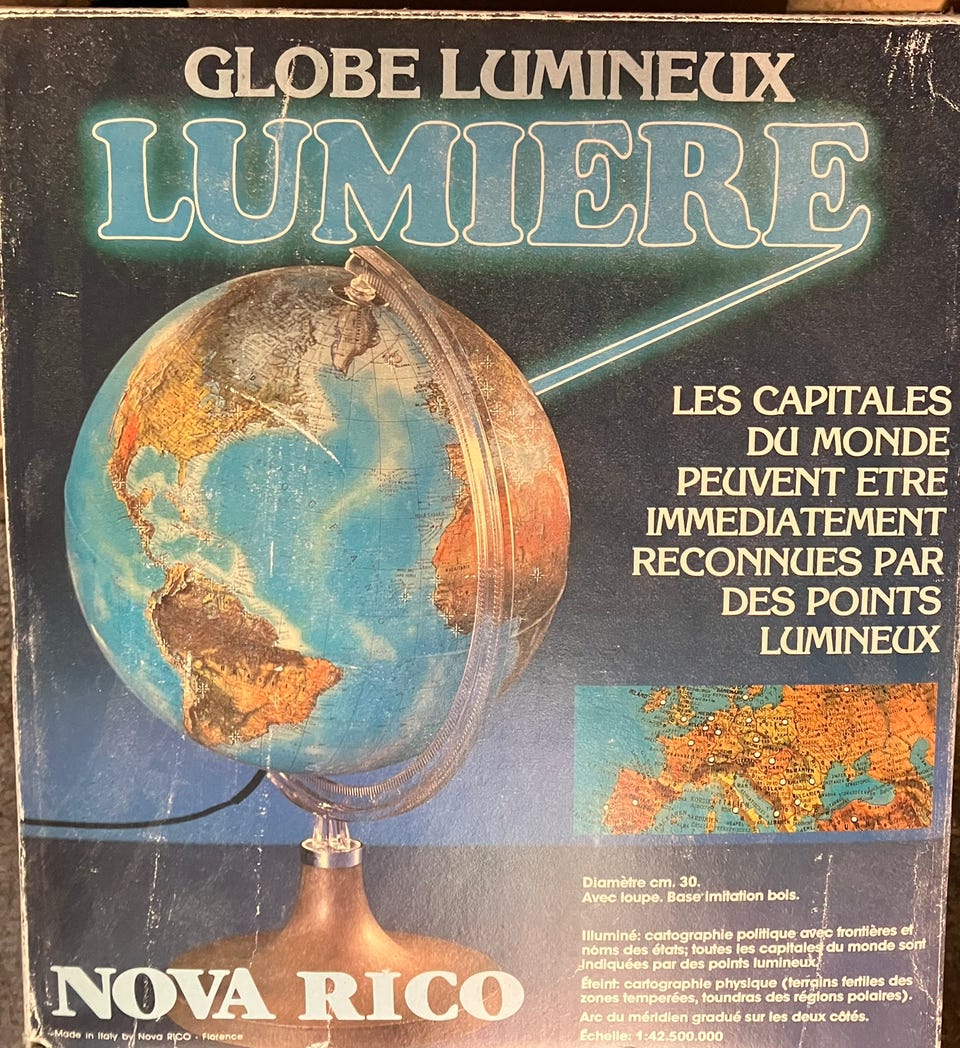 GLOBE LUMINEUX
LUMIERE
LES CAPITALES
DU MONDE
PEUVENT ETRE
IMMEDIATEMENT
RECONNUES PAR
DES POINTS
LUMINEUX
Diamètre cm. 30.
Avec loupe. Base imitation bois.
Illuminé: cartographie politique avec frontières et
noms des états; toutes les capitales du monde sont
indiquées par des points lumineux.
Éteint: cartographie physique (terrains fertiles des
zones temperées, toundras des régions polaires).
Arc du méridien gradué sur les deux côtés.
Échelle: 1:42.500.000
NOVA RICO
Made in Italy by Nova RICO - Florence